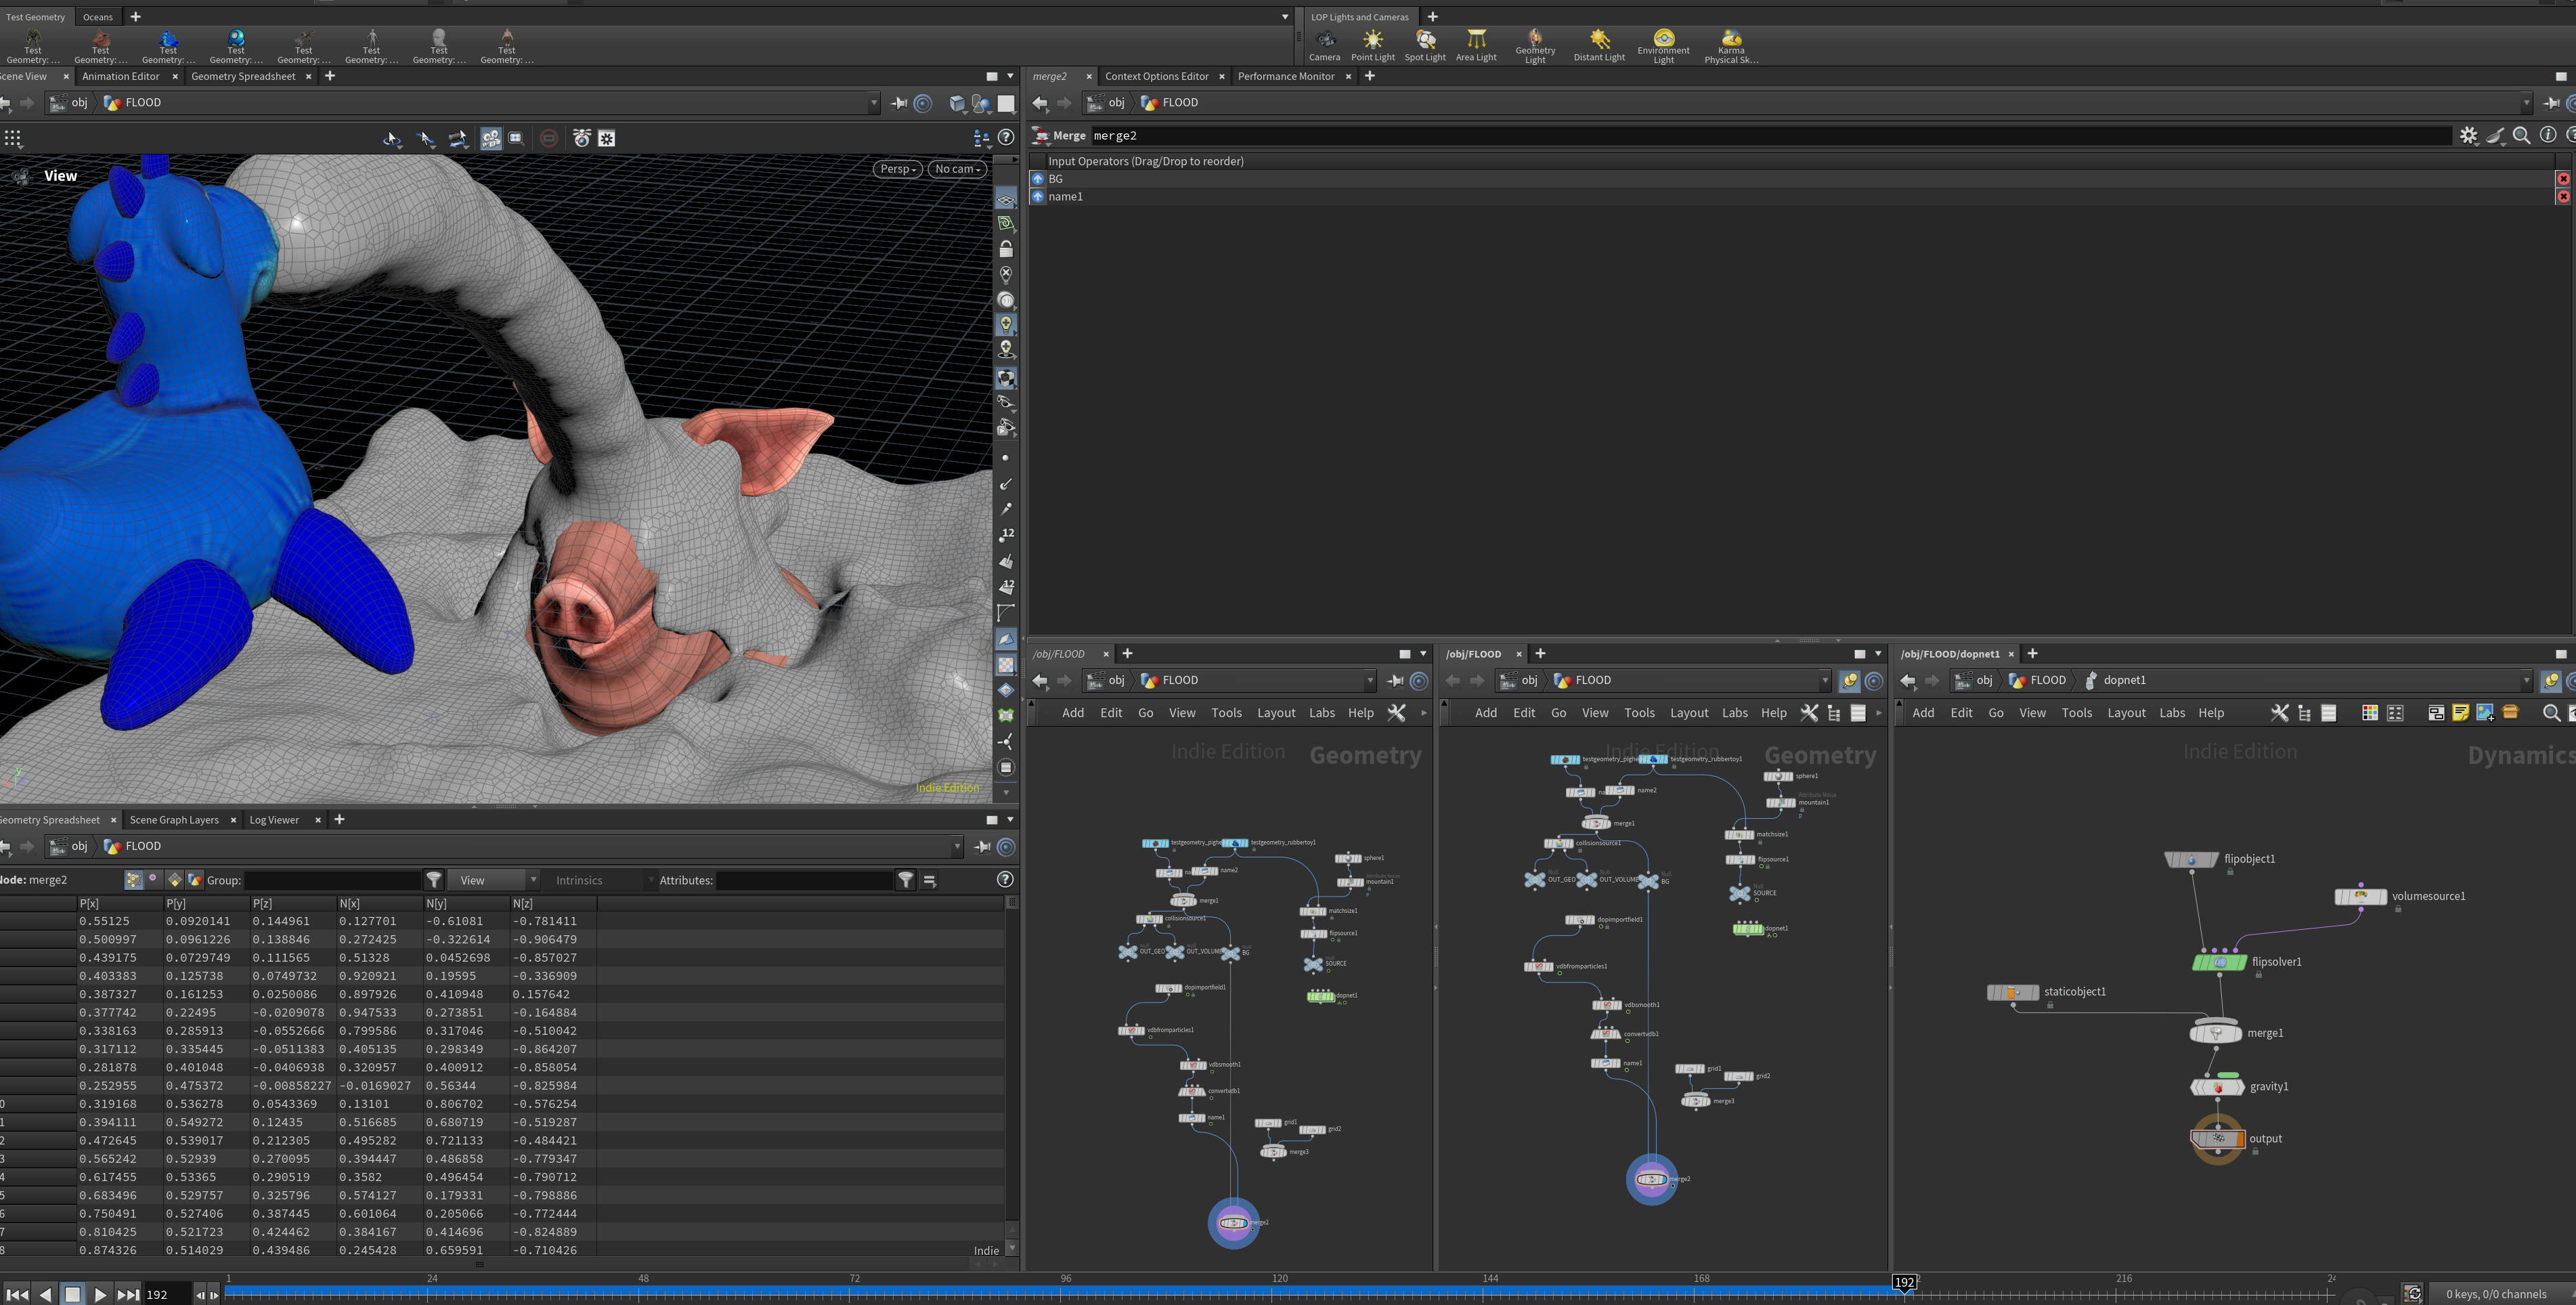 Test Geometry Oceans
LOP Lights and Cameras
Test Geometry: ... Test Geometry: ... Test Geometry: ... Test Geometry: ... Test Geometry: ... Test Geometry: ... Test Geometry: ... Test Geometry: ...
Camera Point Light Spot Light Area Light Geometry Light Distant Light Environment Light Karma Physical Sk...
Scene View Animation Editor Geometry Spreadsheet
merge2 Context Options Editor Performance Monitor
obj FLOOD
obj FLOOD
Merge merge2
View Persp No cam
Input Operators (Drag/Drop to reorder)
BG
name1
12
12
Indie Edition
/obj/FLOOD
obj FLOOD
Add Edit Go View Tools Layout Labs Help
Indie Edition Geometry
testgeometry_pighe testgeometry_rubbertoy1
sphere1
na name2
Attribute Noise
mountain1
merge1
matchsize1
collisionsource1
flipsource1
OUT_GEO OUT_VOLUME BG
SOURCE
dopimportfield1
dopnet1
vdbfromparticles1
vdbsmooth1
convertvdb1
name1
grid1 grid2
merge3
merge2
/obj/FLOOD
obj FLOOD
Add Edit Go View Tools Layout Labs Help
Indie Edition Geometry
testgeometry_pighe testgeometry_rubbertoy1
sphere1
na name2
Attribute Noise
mountain1
merge1
matchsize1
collisionsource1
flipsource1
OUT_GEO OUT_VOLUME BG
SOURCE
dopimportfield1
dopnet1
vdbfromparticles1
vdbsmooth1
convertvdb1
name1
grid1 grid2
merge3
merge2
/obj/FLOOD/dopnet1
obj FLOOD dopnet1
Add Edit Go View Tools Layout Labs Help
Indie Edition Dynamics
flipobject1
volumesource1
flipsolver1
staticobject1
merge1
gravity1
output
Geometry Spreadsheet Scene Graph Layers Log Viewer
obj FLOOD
Node: merge2 Group: View Intrinsics Attributes:
P[x] P[y] P[z] N[x] N[y] N[z]
0.55125 0.0920141 0.144961 0.127701 -0.61081 -0.781411
0.500997 0.0961226 0.138846 0.272425 -0.322614 -0.906479
0.439175 0.0729749 0.111565 0.51328 0.0452698 -0.857027
0.403383 0.125738 0.0749732 0.920921 0.19595 -0.336909
0.387327 0.161253 0.0250086 0.897926 0.410948 0.157642
0.377742 0.22495 -0.0209078 0.947533 0.273851 -0.164884
0.338163 0.285913 -0.0552666 0.799586 0.317046 -0.510042
0.317112 0.335445 -0.0511383 0.405135 0.298349 -0.864207
0.281878 0.401048 -0.0406938 0.320957 0.400912 -0.858054
0.252955 0.475372 -0.00858227 -0.0169027 0.56344 -0.825984
0 0.319168 0.536278 0.0543369 0.13101 0.806702 -0.576254
1 0.394111 0.549272 0.12435 0.516685 0.680719 -0.519287
2 0.472645 0.539017 0.212305 0.495282 0.721133 -0.484421
3 0.565242 0.52939 0.270095 0.394447 0.486858 -0.779347
4 0.617455 0.53365 0.290519 0.3582 0.496454 -0.790712
5 0.683496 0.529757 0.325796 0.574127 0.179331 -0.798886
6 0.750491 0.527406 0.387445 0.601064 0.205066 -0.772444
7 0.810425 0.521723 0.424462 0.384167 0.414696 -0.824889
8 0.874326 0.514029 0.439486 0.245428 0.659591 -0.710426
Indie
192 1 24 48 72 96 120 144 168 192 216
0 keys, 0/0 channels